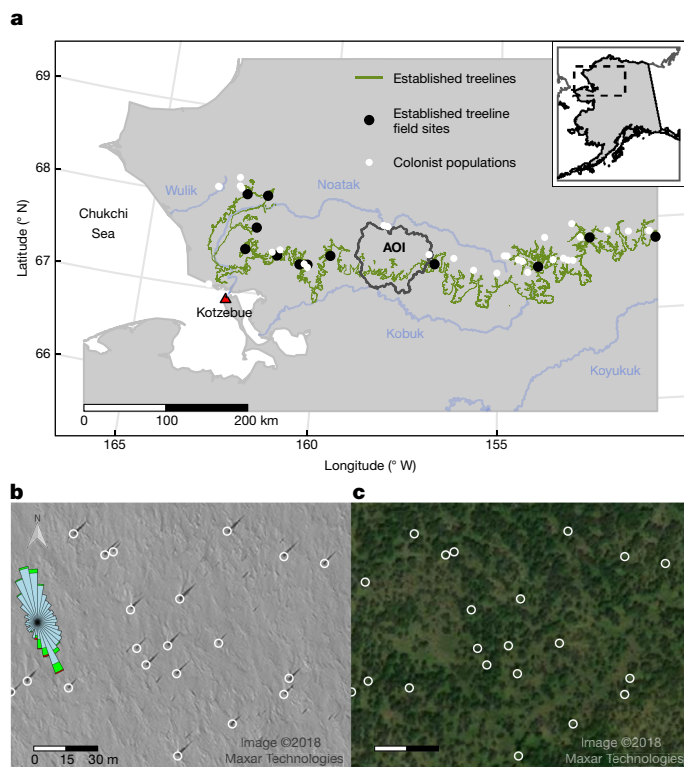 a
69
68
67
66
Latitude (° N)
Established treelines
Established treeline
field sites
Colonist populations
Wulik
Noatak
Chukchi
Sea
AOI
Kotzebue
Kobuk
Koyukuk
0 100 200 km
165 160 155
Longitude (° W)
b
N
0 15 30 m
Image ©2018
Maxar Technologies
c
Image ©2018
Maxar Technologies